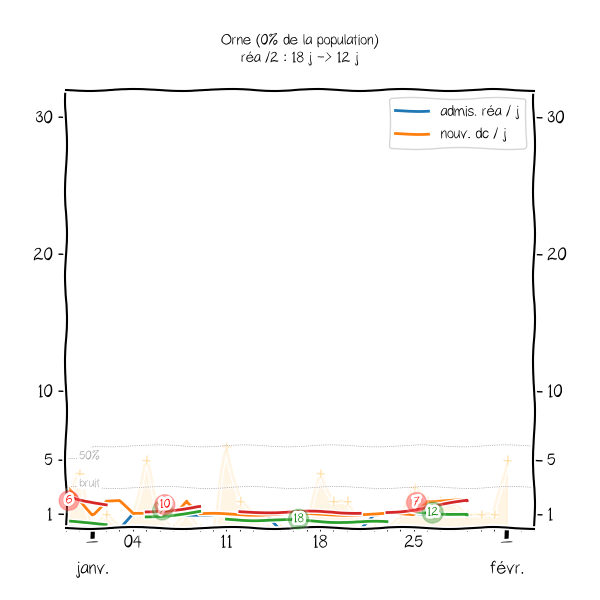 Orne (0% de la population)
réa /2 : 18 j -> 12 j
admis. réa / j
nouv. dc / j
30
30
20
20
10
10
5
5
1
1
50%
bruit
6
10
18
7
12
04
11
18
25
janv.
févr.